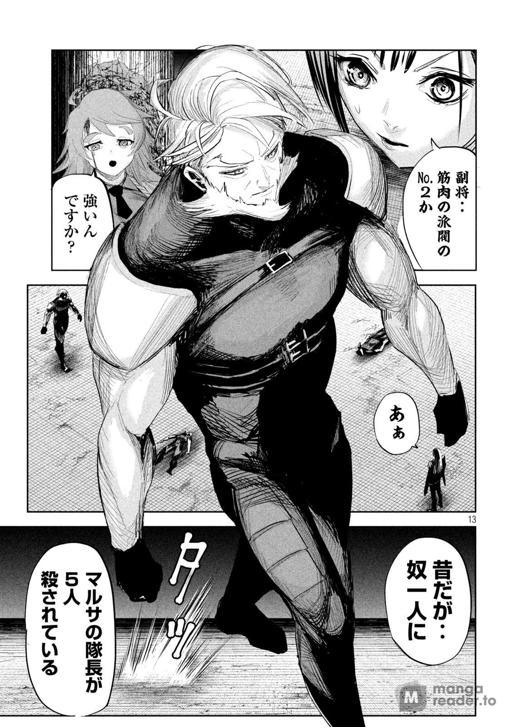 副将‥
筋肉の派閥の
No.2か
強いん
ですか？
あぁ
13
昔だが‥
奴一人に
タッ
マルサの隊長が
5人
殺されている
M manga
reader.to